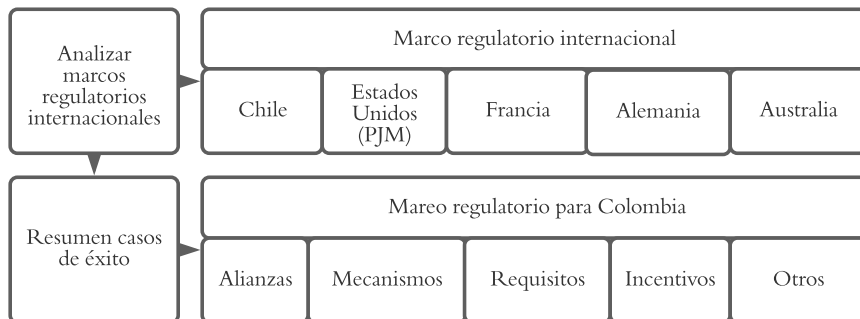 Analizar
marcos
regulatorios
internacionales
Marco regulatorio internacional
Chile
Estados
Unidos
(PJM)
Francia
Alemania
Australia
Resumen casos
de éxito
Mareo regulatorio para Colombia
Alianzas
Mecanismos
Requisitos
Incentivos
Otros